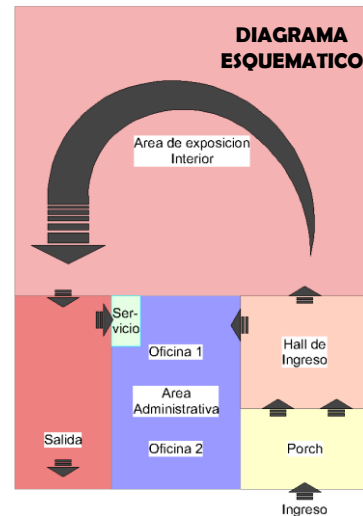 DIAGRAMA
ESQUEMATICO
Area de exposicion
Interior
Ser-
vicio
Oficina 1
Hall de
Ingreso
Area
Administrativa
Salida
Oficina 2
Porch
Ingreso